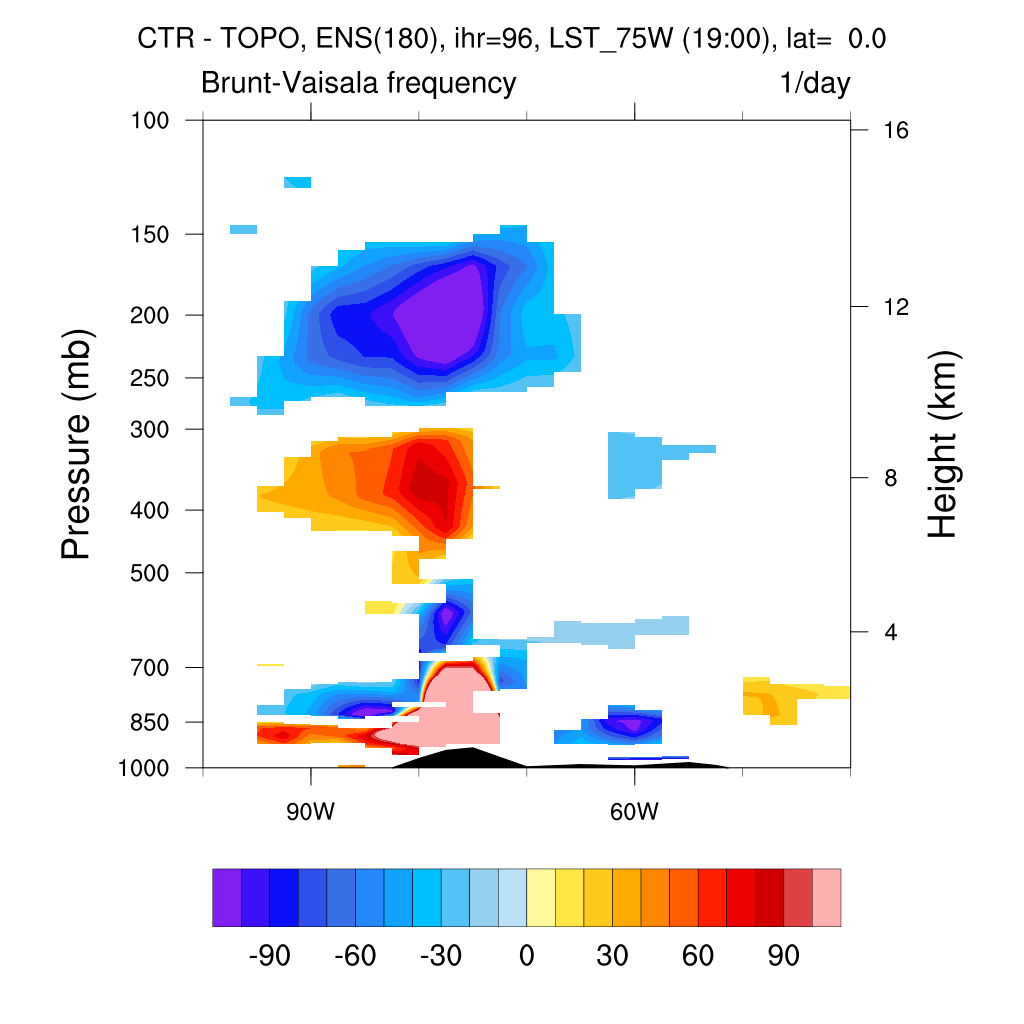 CTR - TOPO, ENS(180), ihr=96, LST_75W (19:00), lat=  0.0
Brunt-Vaisala frequency 1/day
100
150
200
250
300
400
500
700
850
1000
Pressure (mb)
16
12
8
4
Height (km)
90W 60W
-90 -60 -30 0 30 60 90